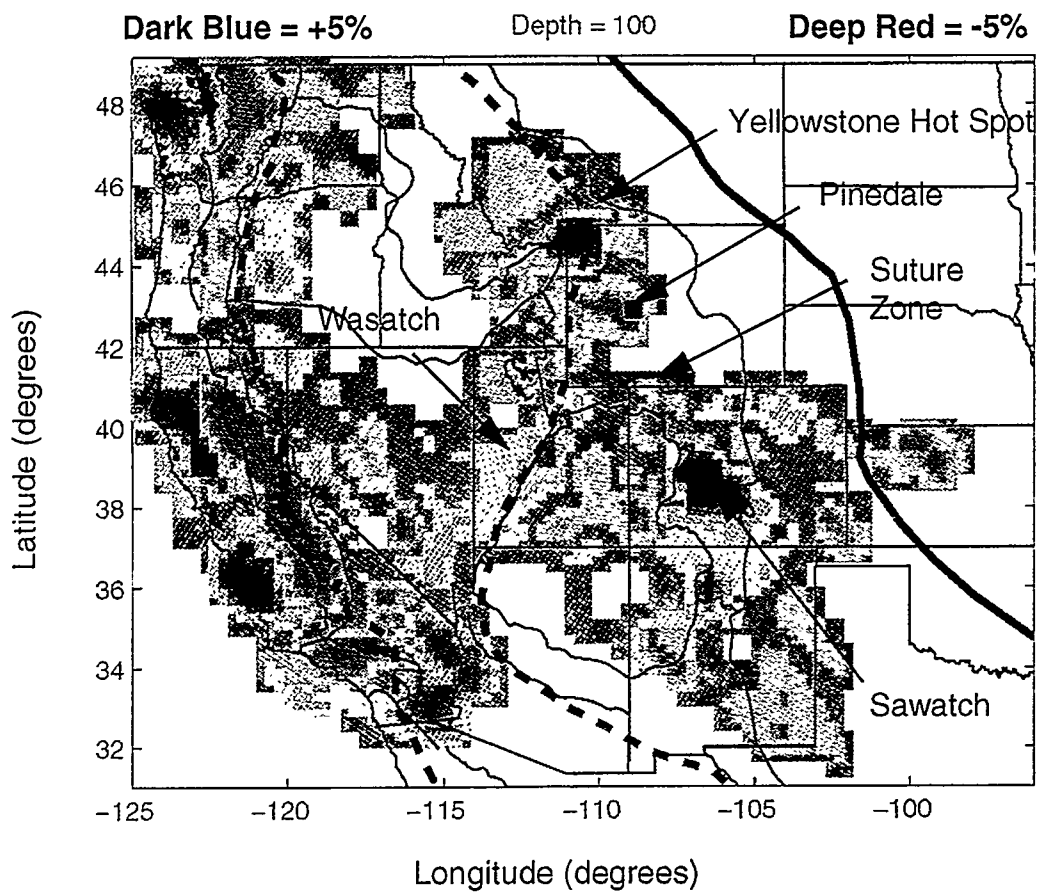 Dark Blue = +5% Depth = 100 Deep Red = -5%
Yellowstone Hot Spot
Pinedale
Suture
Zone
Wasatch
Sawatch
Latitude (degrees)
48
46
44
42
40
38
36
34
32
−125 −120 −115 −110 −105 −100
Longitude (degrees)